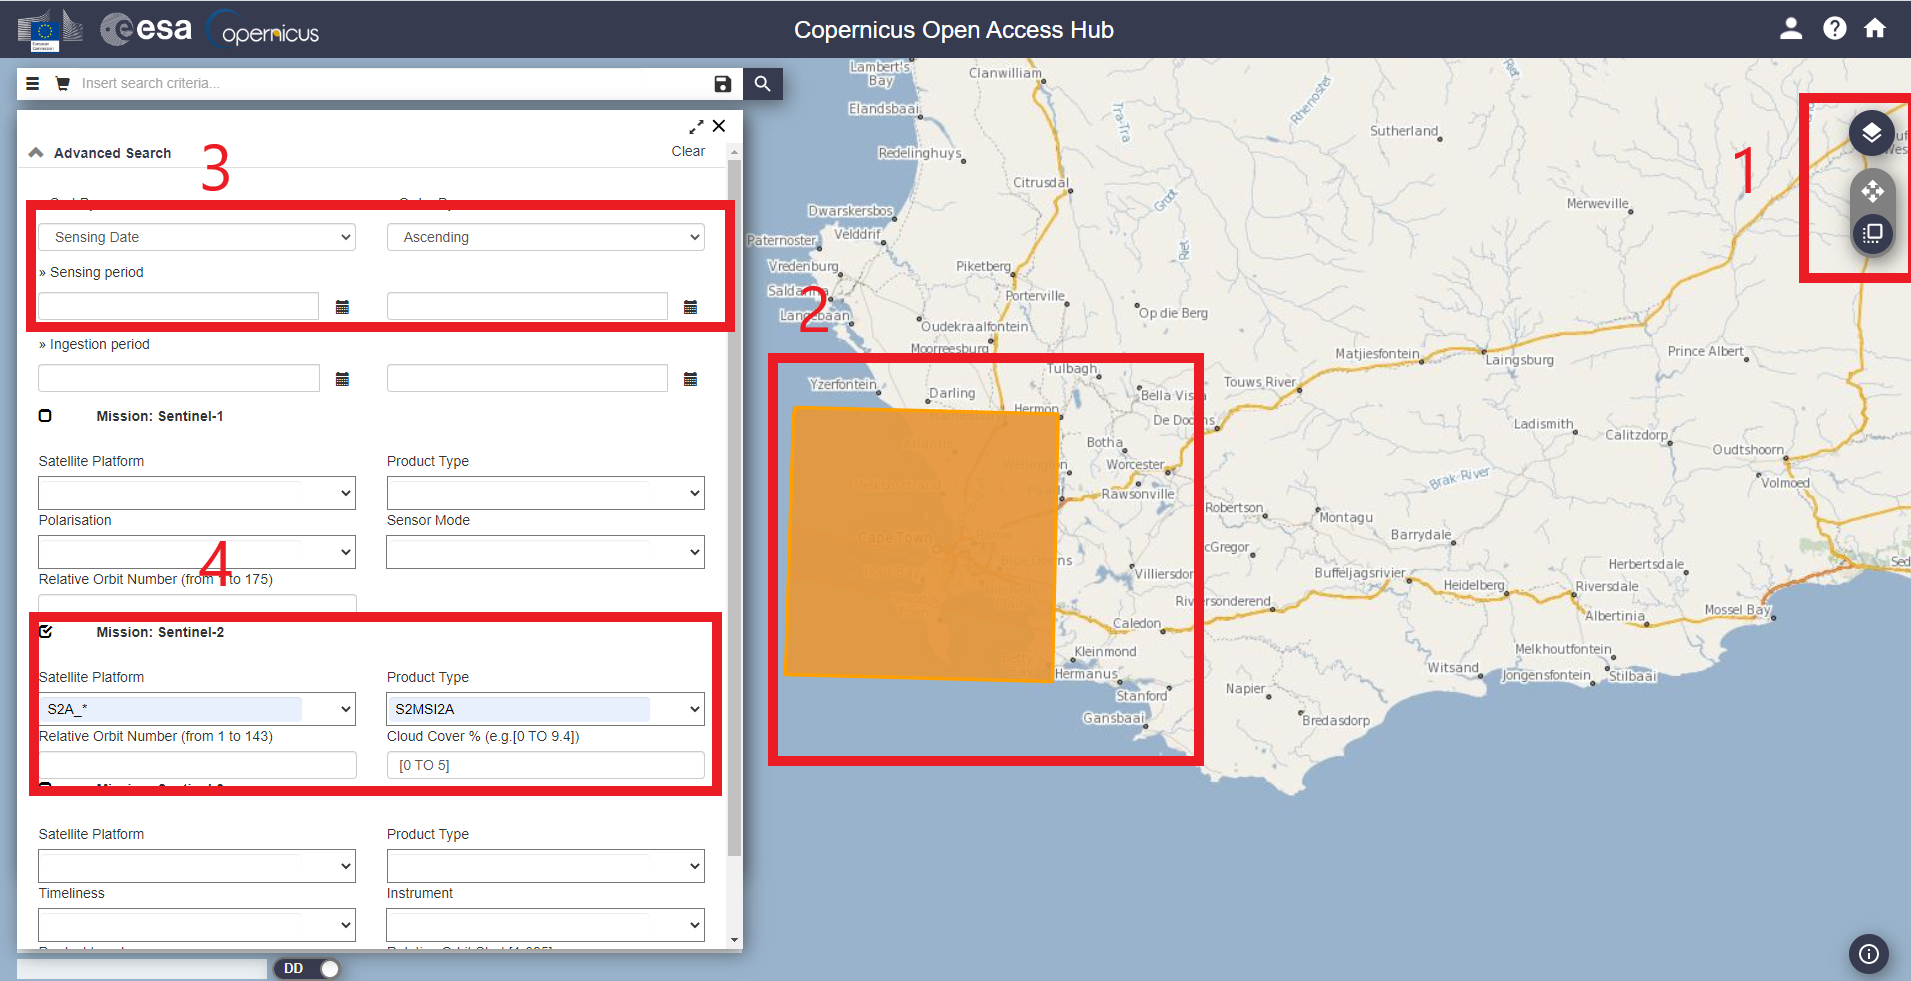 European Commission
esa
opernicus
Copernicus Open Access Hub
Insert search criteria...
Advanced Search
Clear
3
Sensing Date
Ascending
» Sensing period
» Ingestion period
Mission: Sentinel-1
Satellite Platform
Product Type
Polarisation
Sensor Mode
4
Relative Orbit Number (from 1 to 175)
Mission: Sentinel-2
Satellite Platform
Product Type
S2A_*
S2MSI2A
Relative Orbit Number (from 1 to 143)
Cloud Cover % (e.g.[0 TO 9.4])
[0 TO 5]
Satellite Platform
Product Type
Timeliness
Instrument
DD
1
2
Lambert's
Bay
Clanwilliam
Elandsbaai
Tra-Tra
Rhenoster
Riet
Sutherland
Redelinghuys
Citrusdal
Groot
Merweville
Dwarskersbos
Velddrif
Paternoster
Riet
Vredenburg
Piketberg
Saldanha
Porterville
Langebaan
Op die Berg
Oudekraalfontein
Moorreesburg
Matjiesfontein
Laingsburg
Prince Albert
Tulbagh
Yzerfontein
Darling
Touws River
Bella Vista
Hermon
De Doorns
Ladismith
Calitzdorp
Botha
Oudtshoorn
Worcester
Brak-River
Volmoed
Rawsonville
Robertson
Montagu
Cape Town
Barrydale
McGregor
Villiersdorp
Buffeljagsrivier
Heidelberg
Herbertsdale
Riversdale
Riviersonderend
Albertinia
Mossel Bay
Caledon
Kleinmond
Melkhoutfontein
Hermanus
Witsand
Jongensfontein
Stilbaai
Stanford
Napier
Gansbaai
Bredasdorp